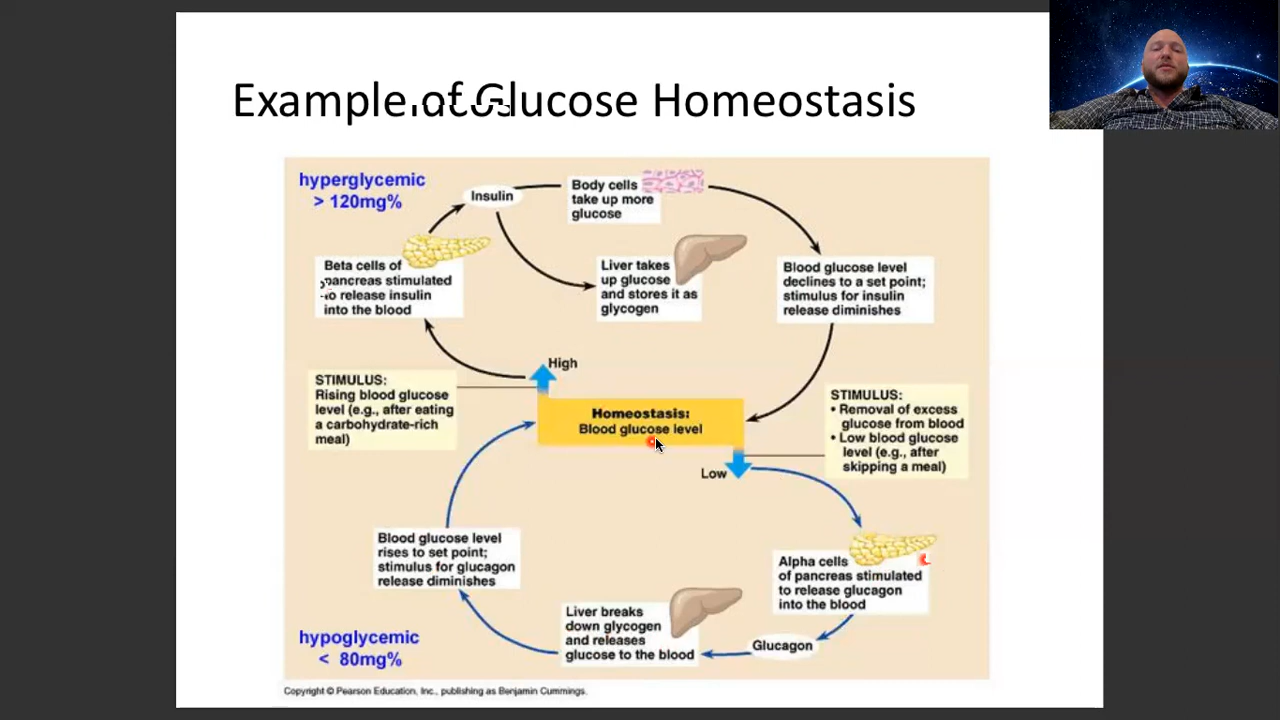 Example of Glucose Homeostasis
hyperglycemic
> 120mg%
Insulin
Body cells
take up more
glucose
Beta cells of
pancreas stimulated
to release insulin
into the blood
Liver takes
up glucose
and stores it as
glycogen
Blood glucose level
declines to a set point;
stimulus for insulin
release diminishes
High
STIMULUS:
Rising blood glucose
level (e.g., after eating
a carbohydrate-rich
meal)
Homeostasis:
Blood glucose level
STIMULUS:
• Removal of excess
glucose from blood
• Low blood glucose
level (e.g., after
skipping a meal)
Low
Blood glucose level
rises to set point;
stimulus for glucagon
release diminishes
Alpha cells
of pancreas stimulated
to release glucagon
into the blood
Liver breaks
down glycogen
and releases
glucose to the blood
Glucagon
hypoglycemic
< 80mg%
Copyright © Pearson Education, Inc., publishing as Benjamin Cummings.